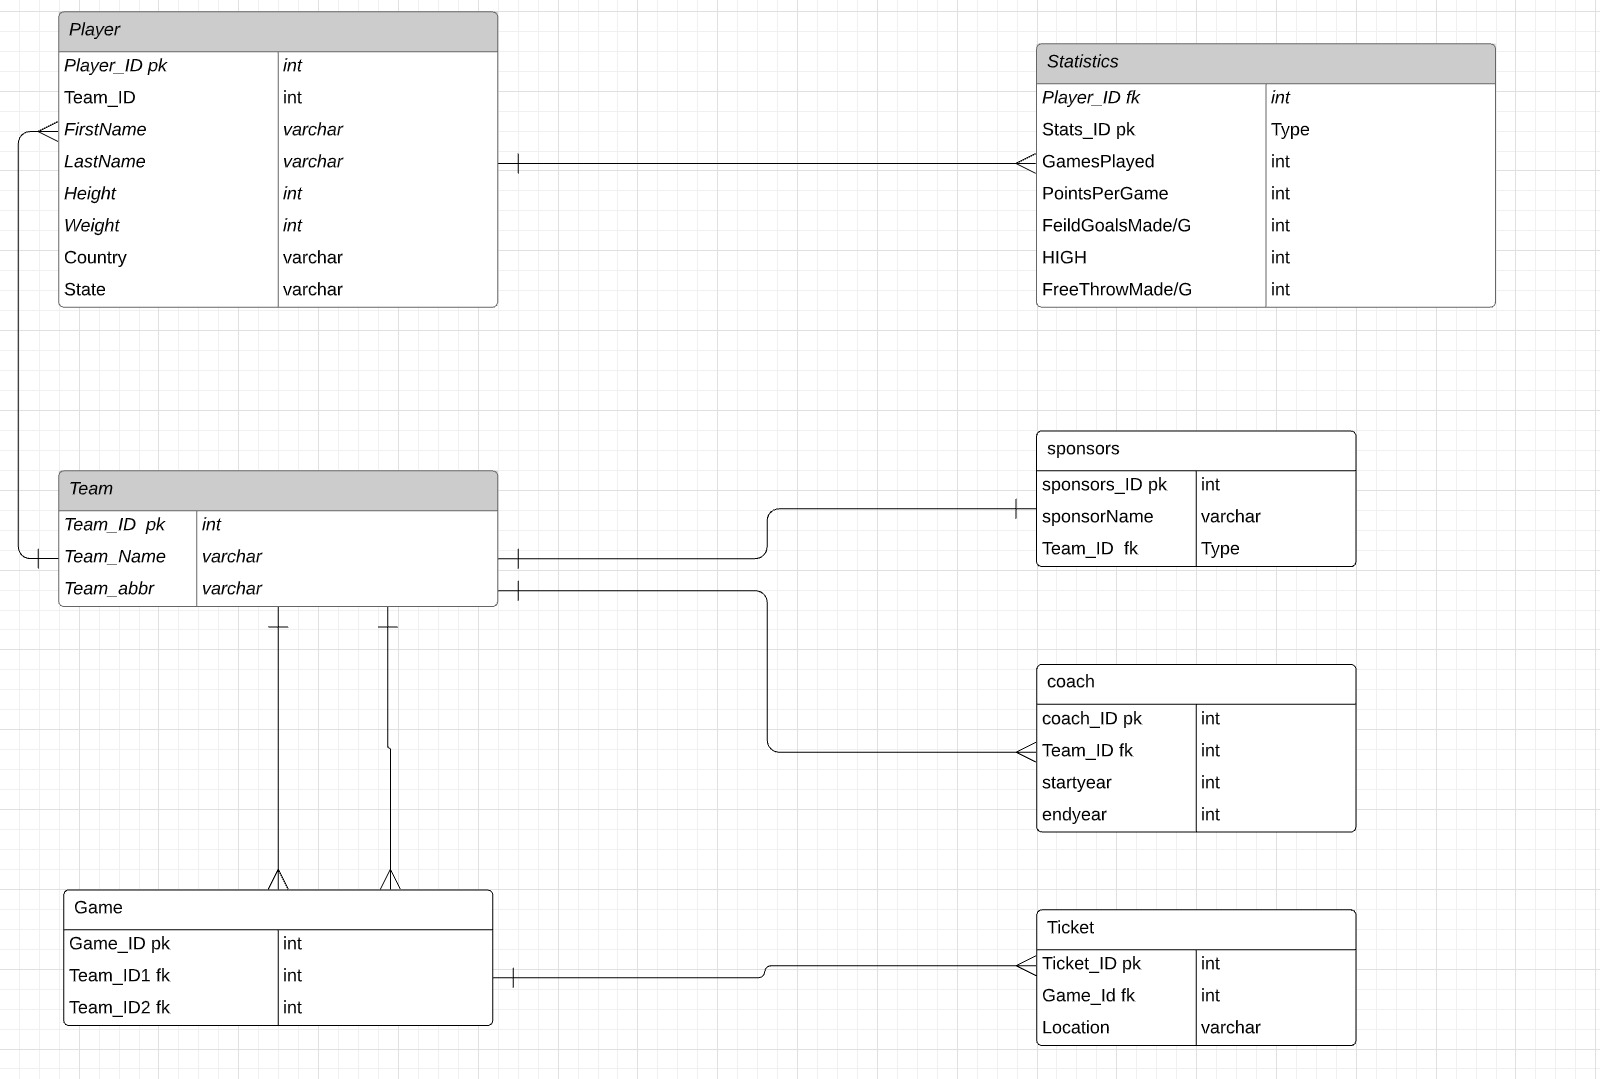 Player
Player_ID pk int
Team_ID int
FirstName varchar
LastName varchar
Height int
Weight int
Country varchar
State varchar
Statistics
Player_ID fk int
Stats_ID pk Type
GamesPlayed int
PointsPerGame int
FeildGoalsMade/G int
HIGH int
FreeThrowMade/G int
Team
Team_ID pk int
Team_Name varchar
Team_abbr varchar
sponsors
sponsors_ID pk int
sponsorName varchar
Team_ID fk Type
coach
coach_ID pk int
Team_ID fk int
startyear int
endyear int
Game
Game_ID pk int
Team_ID1 fk int
Team_ID2 fk int
Ticket
Ticket_ID pk int
Game_Id fk int
Location varchar